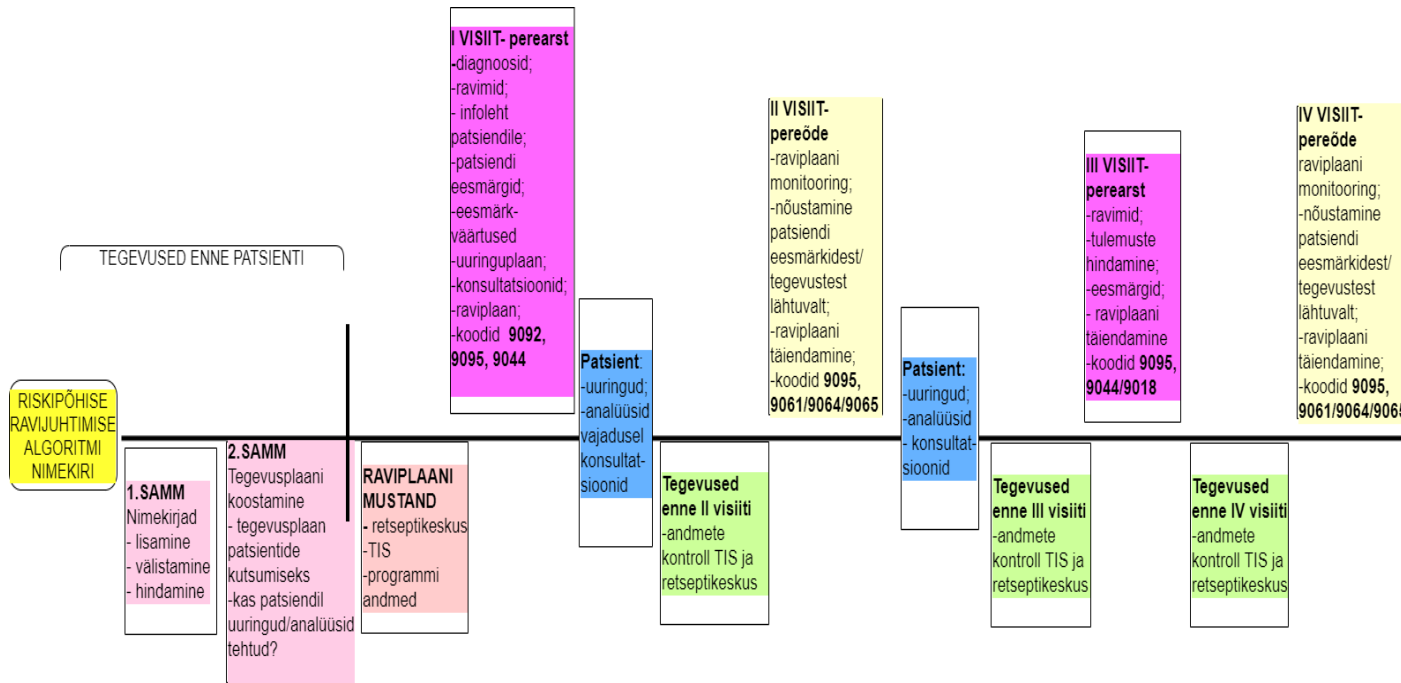 TEGEVUSED ENNE PATSIENTI
RISKIPÕHISE
RAVIJUHTIMISE
ALGORITMI
NIMEKIRI
1.SAMM
Nimekirjad
- lisamine
- välistamine
- hindamine
2.SAMM
Tegevusplaani
koostamine
- tegevusplaan
patsientide
kutsumiseks
-kas patsiendil
uuringud/analüüsid
tehtud?
RAVIPLAANI
MUSTAND
- retseptikeskus
-TIS
-programmi
andmed
I VISIIT- perearst
-diagnoosid;
-ravimid;
- infoleht
patsiendile;
-patsiendi
eesmärgid;
-eesmärk-
väärtused
-uuringuplaan;
-konsultatsioonid;
-raviplaan;
-koodid 9092,
9095, 9044
Patsient:
-uuringud;
-analüüsid
vajadusel
konsultat-
sioonid
Tegevused
enne II visiiti
-andmete
kontroll TIS ja
retseptikeskus
II VISIIT-
pereõde
-raviplaani
monitooring;
-nõustamine
patsiendi
eesmärkidest/
tegevustest
lähtuvalt;
-raviplaani
täiendamine;
-koodid 9095,
9061/9064/9065
Patsient:
-uuringud;
-analüüsid
- konsultat-
sioonid
Tegevused
enne III visiiti
-andmete
kontroll TIS ja
retseptikeskus
III VISIIT-
perearst
-ravimid;
-tulemuste
hindamine;
-eesmärgid;
- raviplaani
täiendamine
-koodid 9095,
9044/9018
Tegevused
enne IV visiiti
-andmete
kontroll TIS ja
retseptikeskus
IV VISIIT-
pereõde
raviplaani
monitooring;
-nõustamine
patsiendi
eesmärkidest/
tegevustest
lähtuvalt;
-raviplaani
täiendamine;
-koodid 9095,
9061/9064/9065